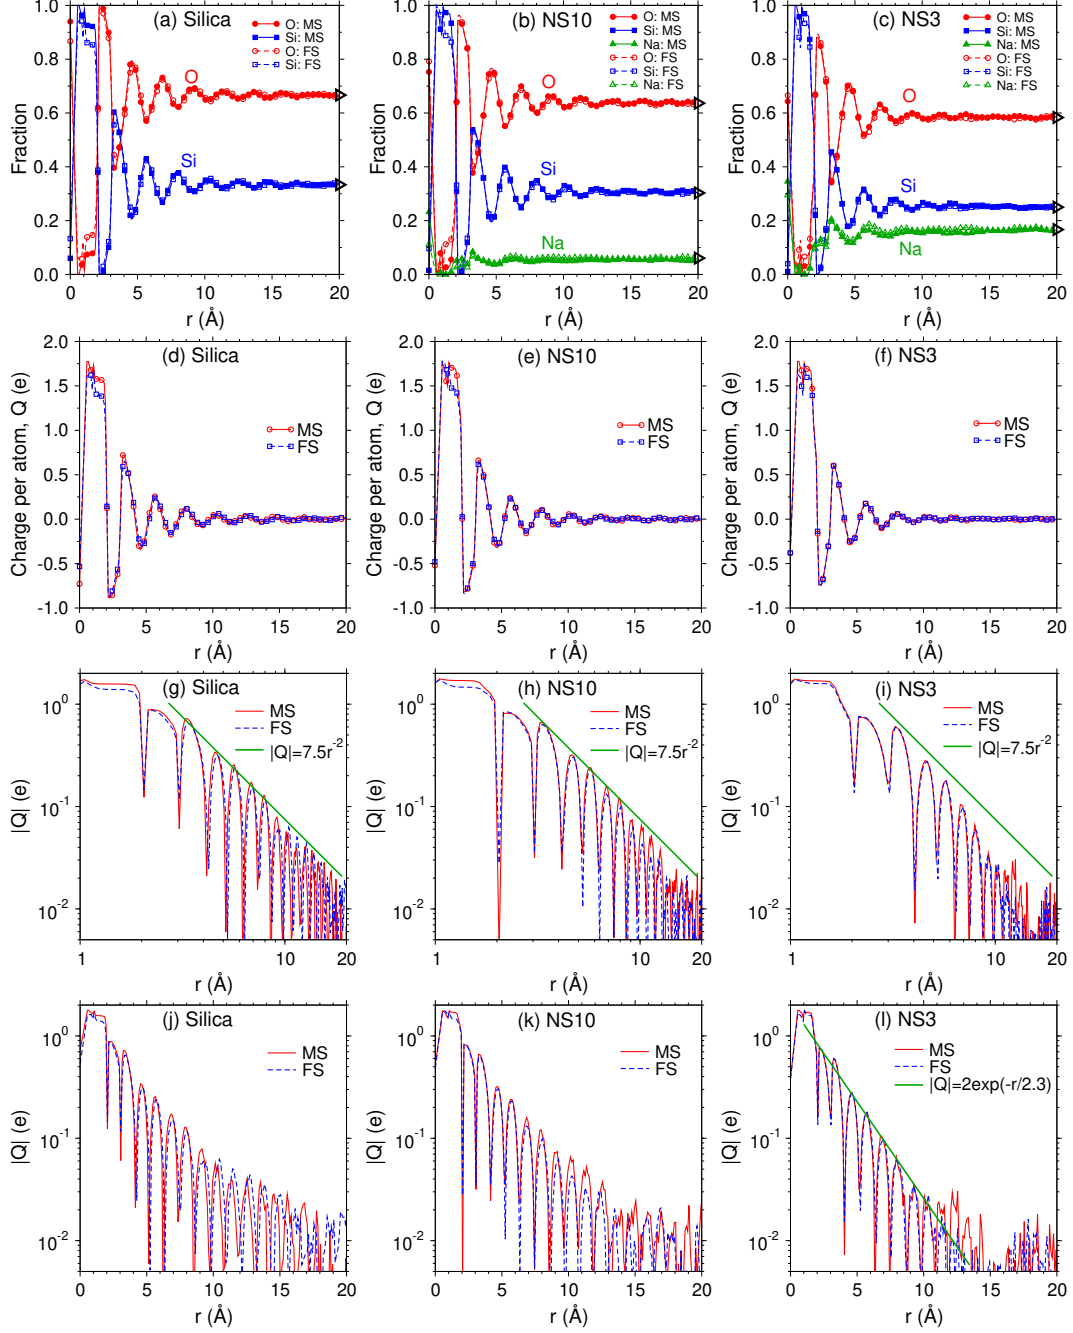 (a) Silica
O: MS
Si: MS
O: FS
Si: FS
O
Si
Fraction
1.0
0.8
0.6
0.4
0.2
0.0
0 5 10 15 20
r (Å)
(b) NS10
O: MS
Si: MS
Na: MS
O: FS
Si: FS
Na: FS
O
Si
Na
Fraction
1.0
0.8
0.6
0.4
0.2
0.0
0 5 10 15 20
r (Å)
(c) NS3
O: MS
Si: MS
Na: MS
O: FS
Si: FS
Na: FS
O
Si
Na
Fraction
1.0
0.8
0.6
0.4
0.2
0.0
0 5 10 15 20
r (Å)
(d) Silica
MS
FS
Charge per atom, Q (e)
2.0
1.5
1.0
0.5
0.0
-0.5
-1.0
0 5 10 15 20
r (Å)
(e) NS10
MS
FS
Charge per atom, Q (e)
2.0
1.5
1.0
0.5
0.0
-0.5
-1.0
0 5 10 15 20
r (Å)
(f) NS3
MS
FS
Charge per atom, Q (e)
2.0
1.5
1.0
0.5
0.0
-0.5
-1.0
0 5 10 15 20
r (Å)
(g) Silica
MS
FS
|Q|=7.5r⁻²
|Q| (e)
10⁰
10⁻¹
10⁻²
1 10 20
r (Å)
(h) NS10
MS
FS
|Q|=7.5r⁻²
|Q| (e)
10⁰
10⁻¹
10⁻²
1 10 20
r (Å)
(i) NS3
MS
FS
|Q|=7.5r⁻²
|Q| (e)
10⁰
10⁻¹
10⁻²
1 10 20
r (Å)
(j) Silica
MS
FS
|Q| (e)
10⁰
10⁻¹
10⁻²
0 5 10 15 20
r (Å)
(k) NS10
MS
FS
|Q| (e)
10⁰
10⁻¹
10⁻²
0 5 10 15 20
r (Å)
(l) NS3
MS
FS
|Q|=2exp(-r/2.3)
|Q| (e)
10⁰
10⁻¹
10⁻²
0 5 10 15 20
r (Å)